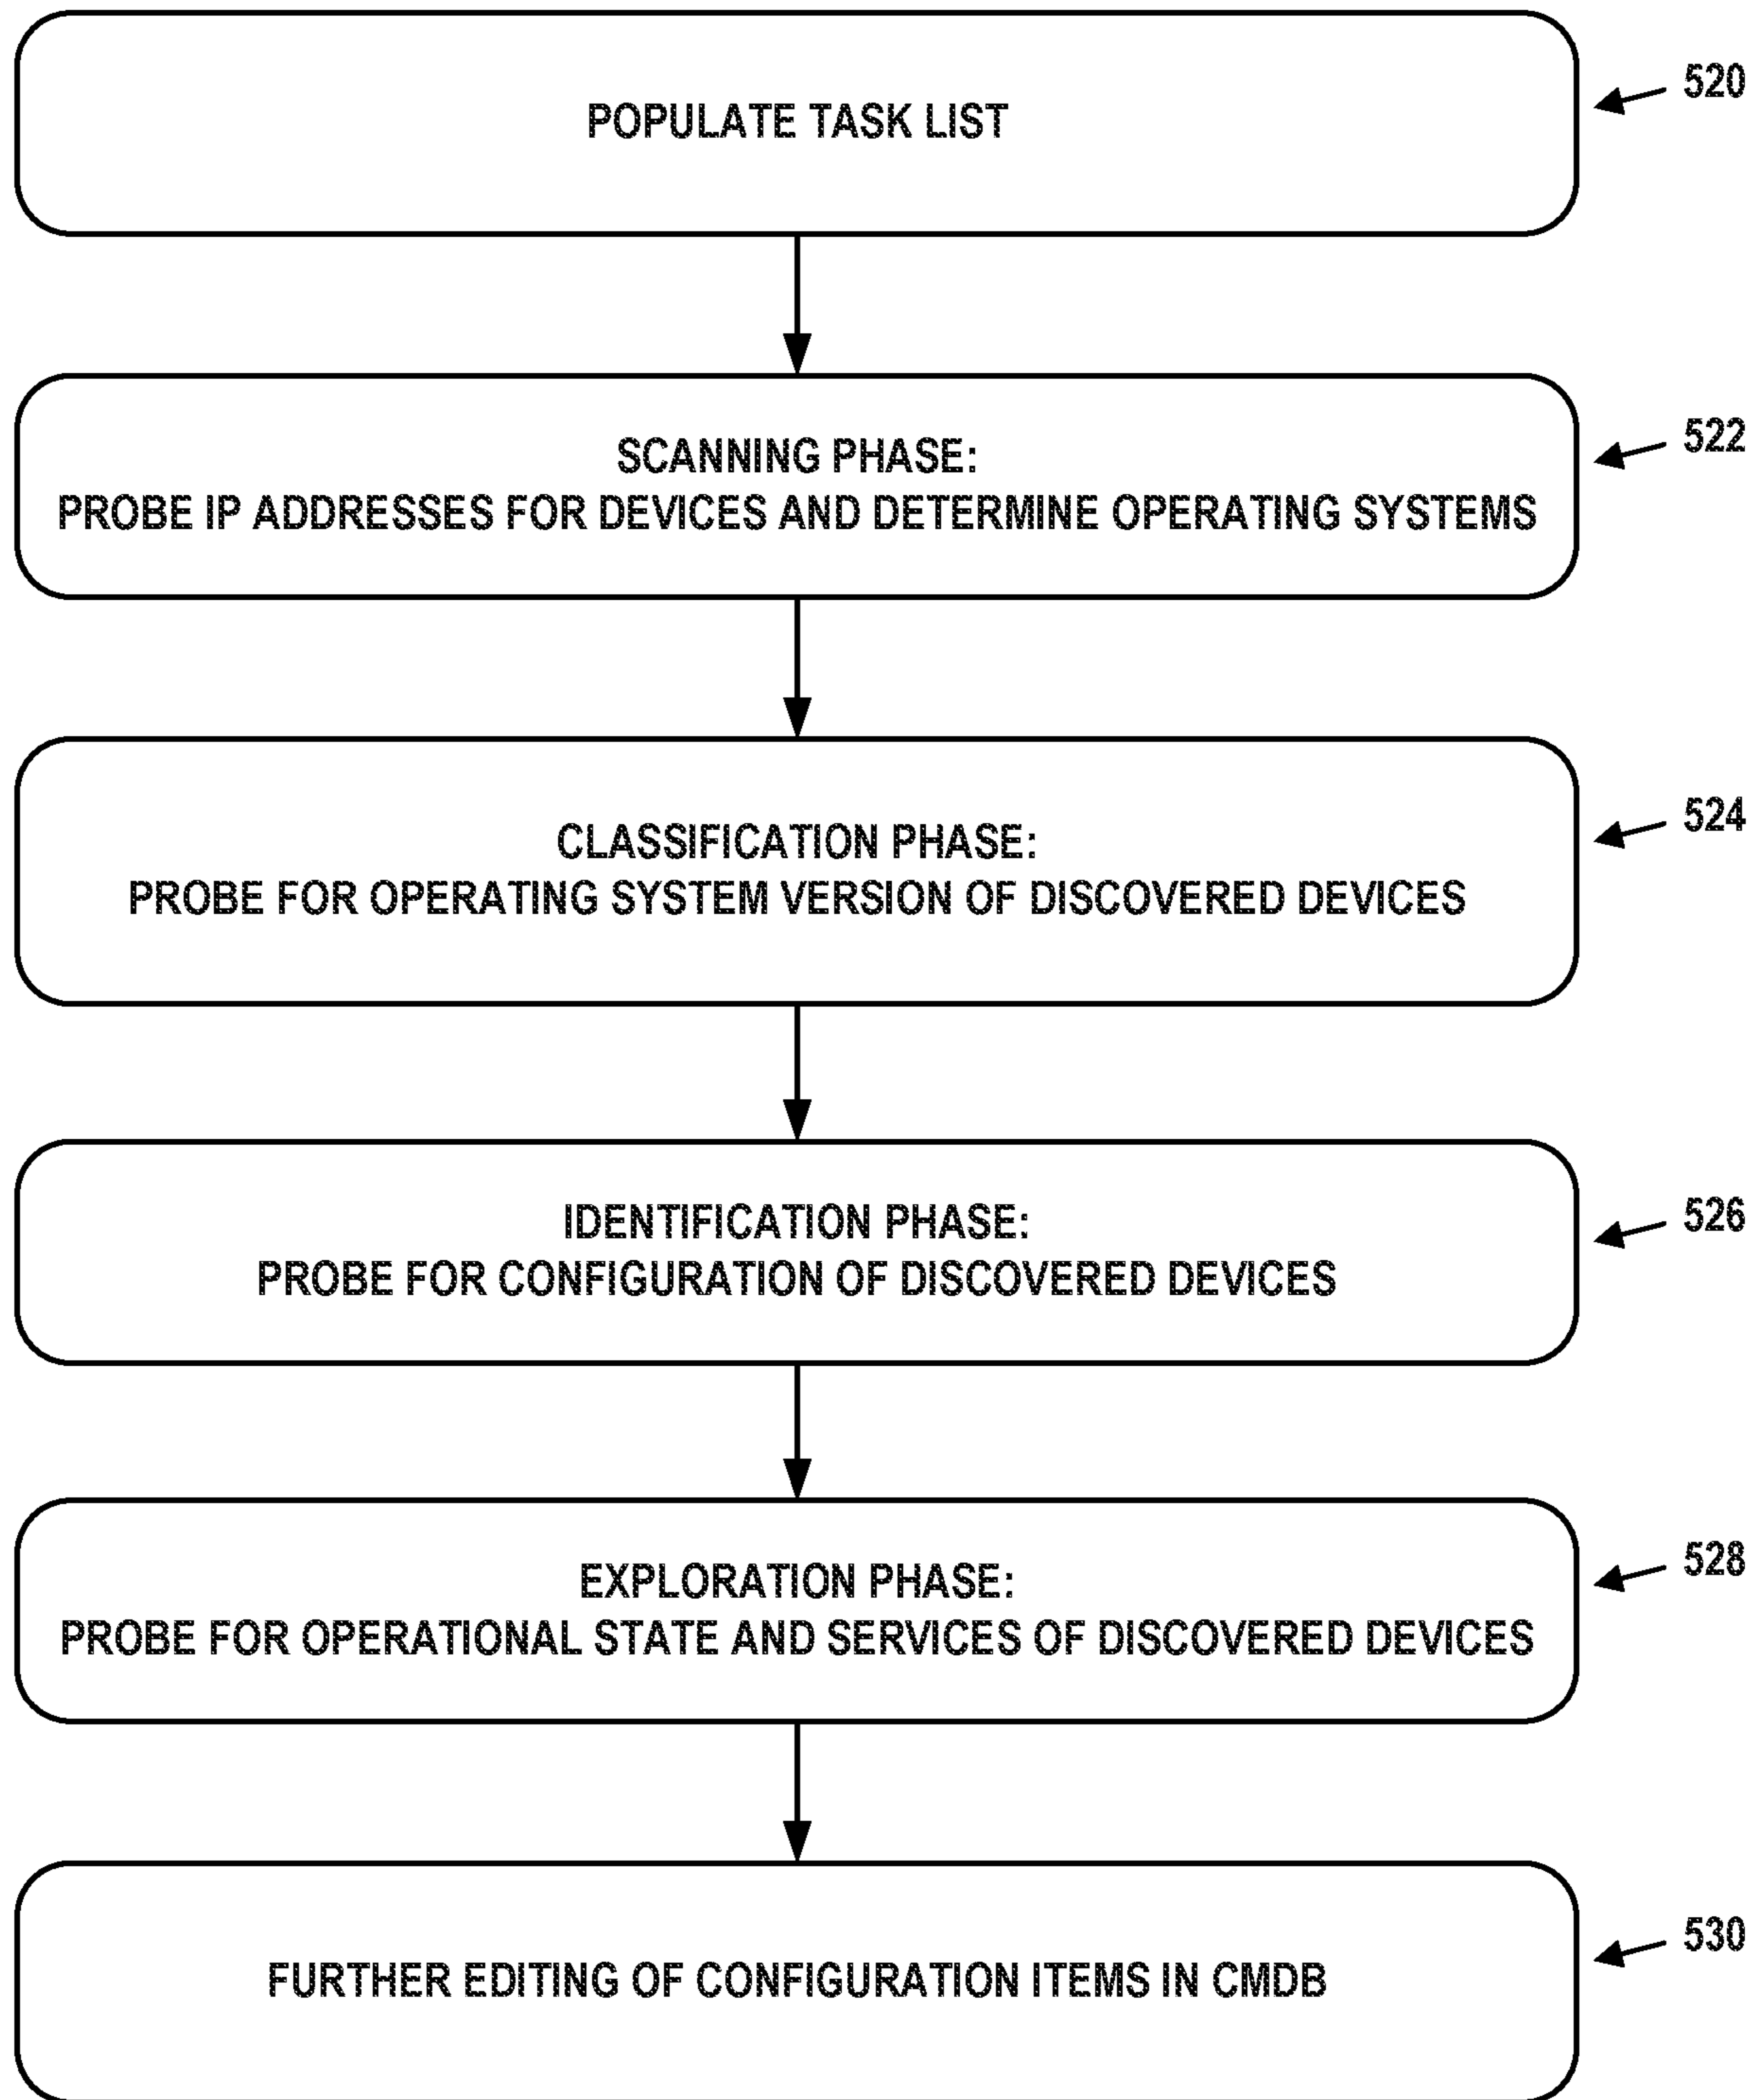 POPULATE TASK LIST
520
SCANNING PHASE:
PROBE IP ADDRESSES FOR DEVICES AND DETERMINE OPERATING SYSTEMS
522
CLASSIFICATION PHASE:
PROBE FOR OPERATING SYSTEM VERSION OF DISCOVERED DEVICES
524
IDENTIFICATION PHASE:
PROBE FOR CONFIGURATION OF DISCOVERED DEVICES
526
EXPLORATION PHASE:
PROBE FOR OPERATIONAL STATE AND SERVICES OF DISCOVERED DEVICES
528
FURTHER EDITING OF CONFIGURATION ITEMS IN CMDB
530